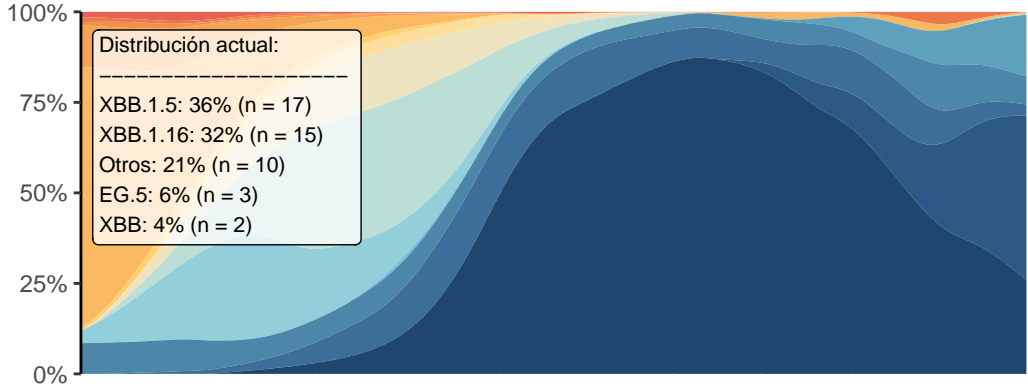 100%
75%
50%
25%
0%
Distribución actual:
––––––––––––––––––––
XBB.1.5: 36% (n = 17)
XBB.1.16: 32% (n = 15)
Otros: 21% (n = 10)
EG.5: 6% (n = 3)
XBB: 4% (n = 2)